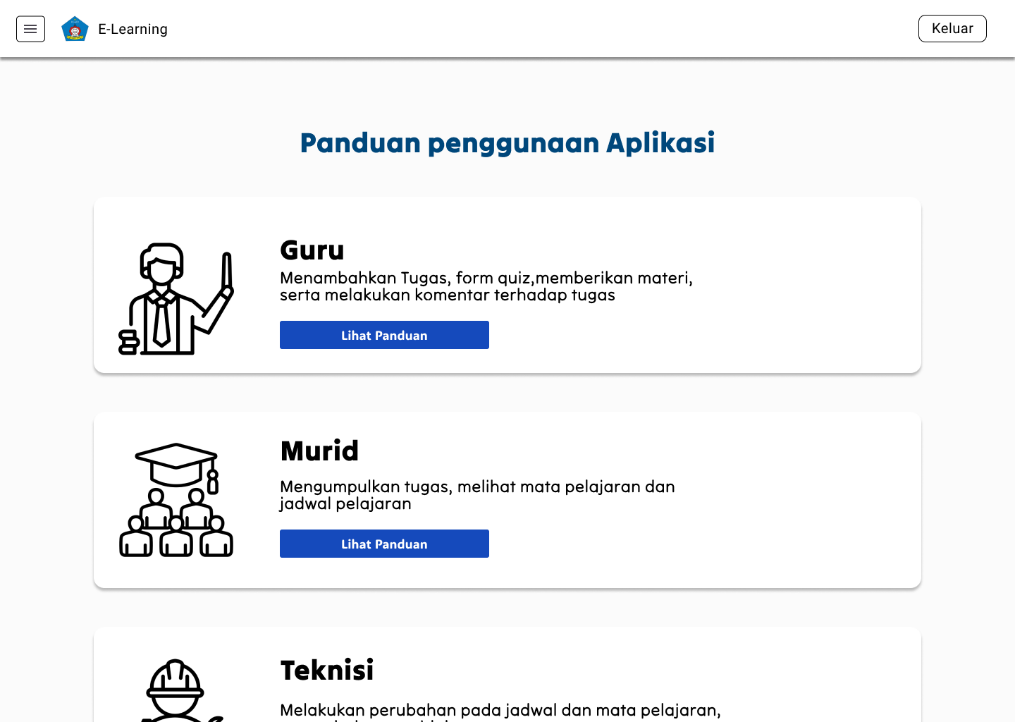 E-Learning
Keluar
Panduan penggunaan Aplikasi
Guru
Menambahkan Tugas, form quiz,memberikan materi,
serta melakukan komentar terhadap tugas
Lihat Panduan
Murid
Mengumpulkan tugas, melihat mata pelajaran dan
jadwal pelajaran
Lihat Panduan
Teknisi
Melakukan perubahan pada jadwal dan mata pelajaran,